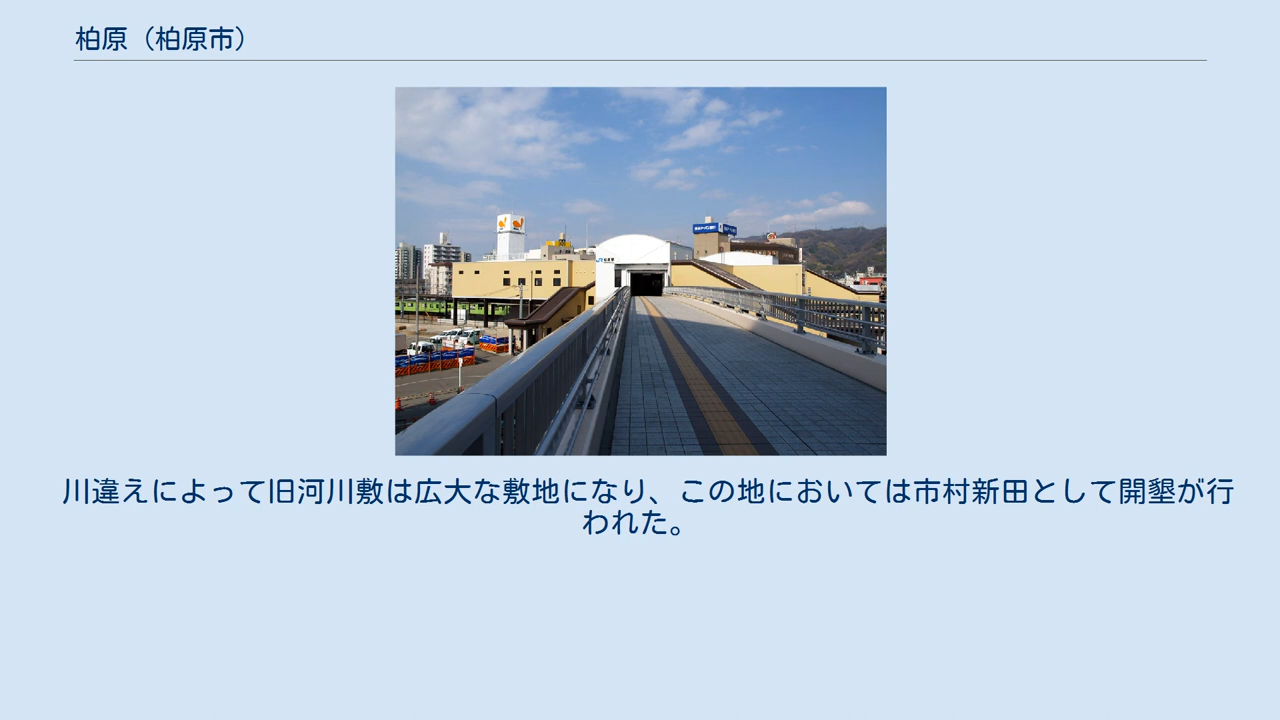 柏原（柏原市）
川違えによって旧河川敷は広大な敷地になり、この地においては市村新田として開墾が行
われた。